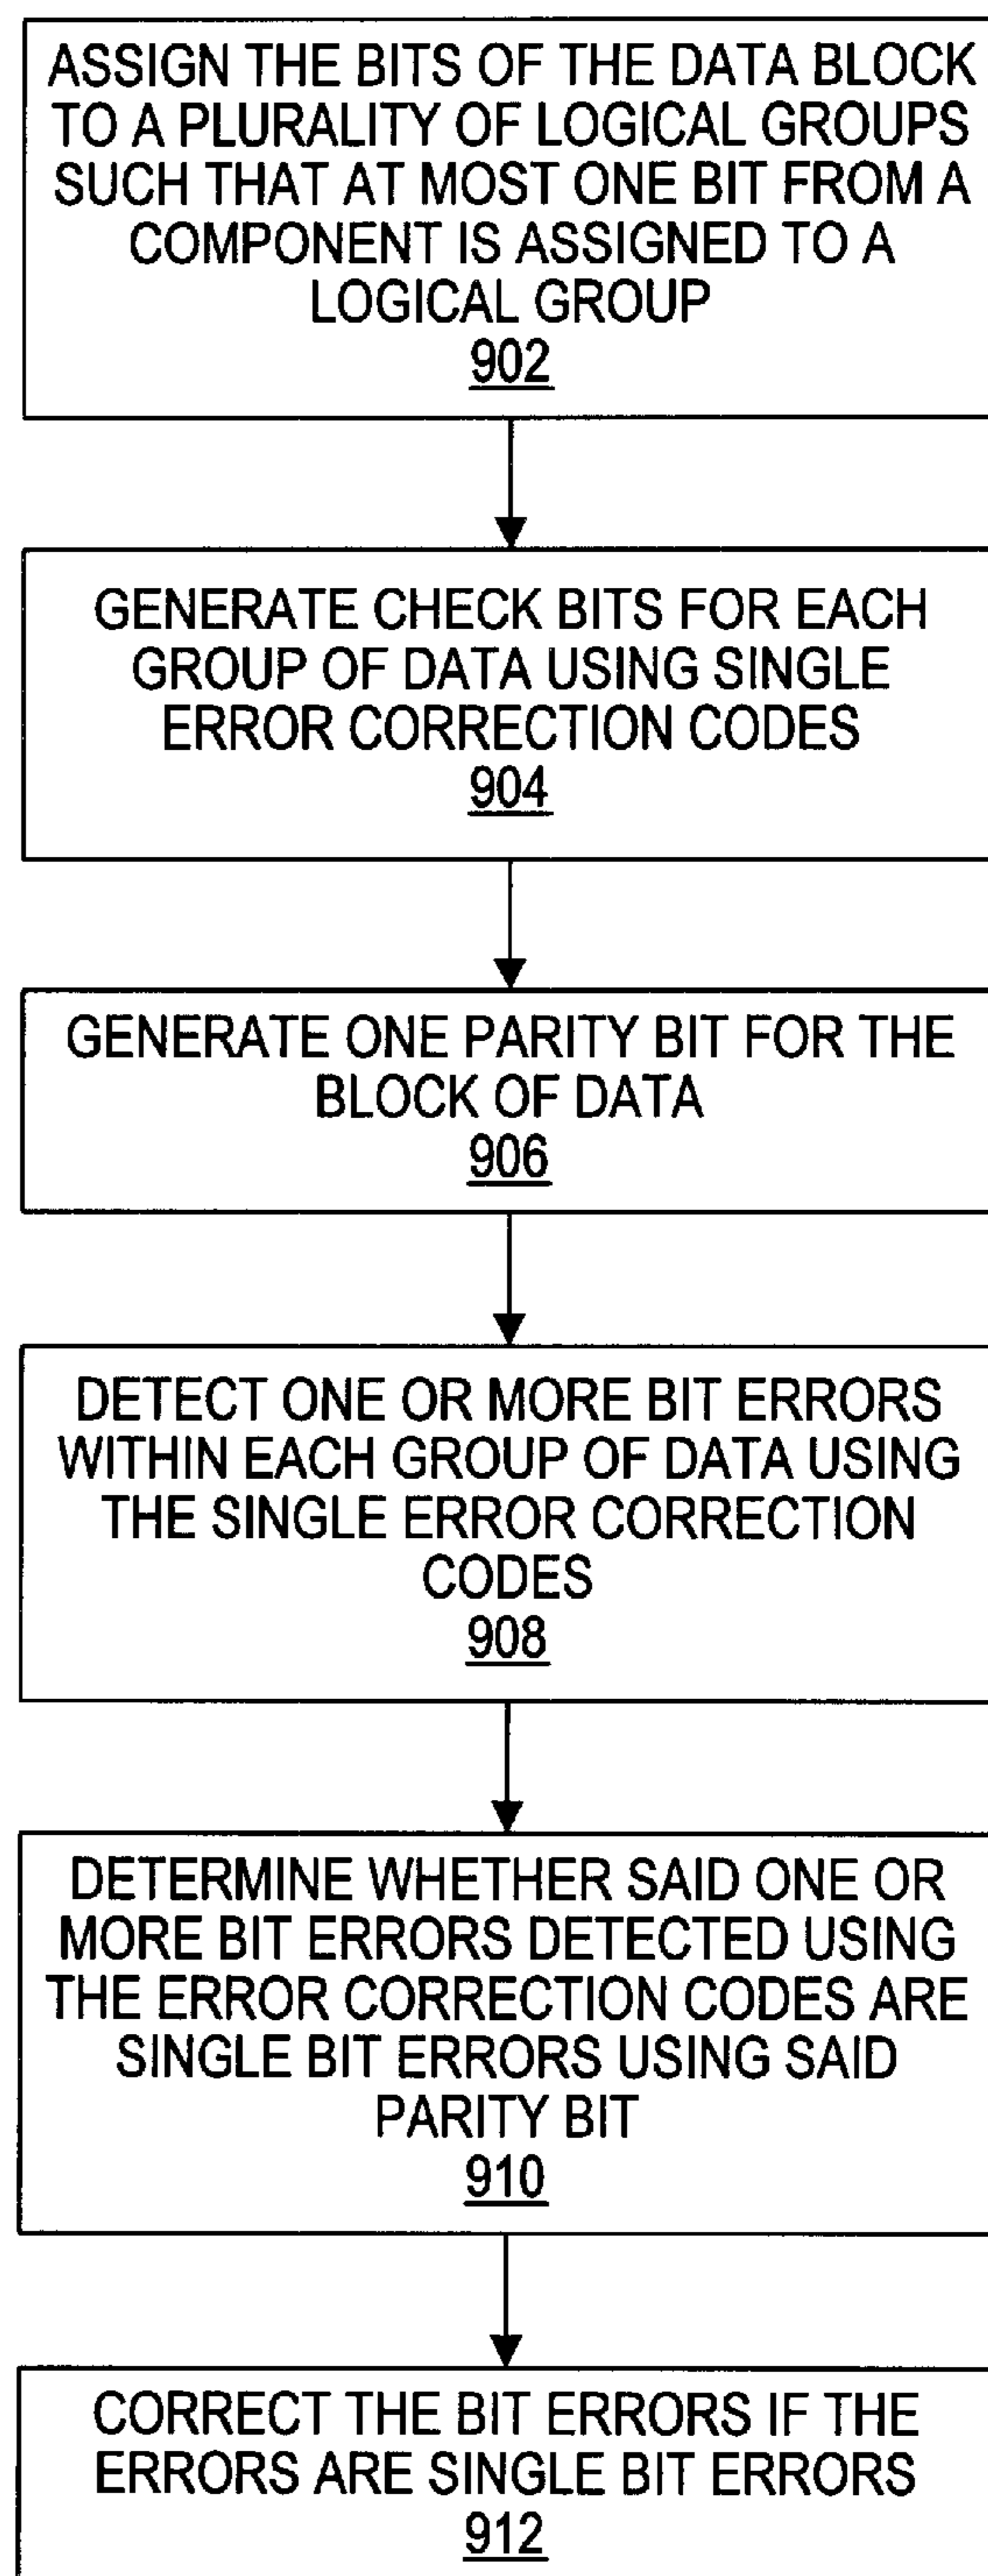 ASSIGN THE BITS OF THE DATA BLOCK
TO A PLURALITY OF LOGICAL GROUPS
SUCH THAT AT MOST ONE BIT FROM A
COMPONENT IS ASSIGNED TO A
LOGICAL GROUP
902
GENERATE CHECK BITS FOR EACH
GROUP OF DATA USING SINGLE
ERROR CORRECTION CODES
904
GENERATE ONE PARITY BIT FOR THE
BLOCK OF DATA
906
DETECT ONE OR MORE BIT ERRORS
WITHIN EACH GROUP OF DATA USING
THE SINGLE ERROR CORRECTION
CODES
908
DETERMINE WHETHER SAID ONE OR
MORE BIT ERRORS DETECTED USING
THE ERROR CORRECTION CODES ARE
SINGLE BIT ERRORS USING SAID
PARITY BIT
910
CORRECT THE BIT ERRORS IF THE
ERRORS ARE SINGLE BIT ERRORS
912